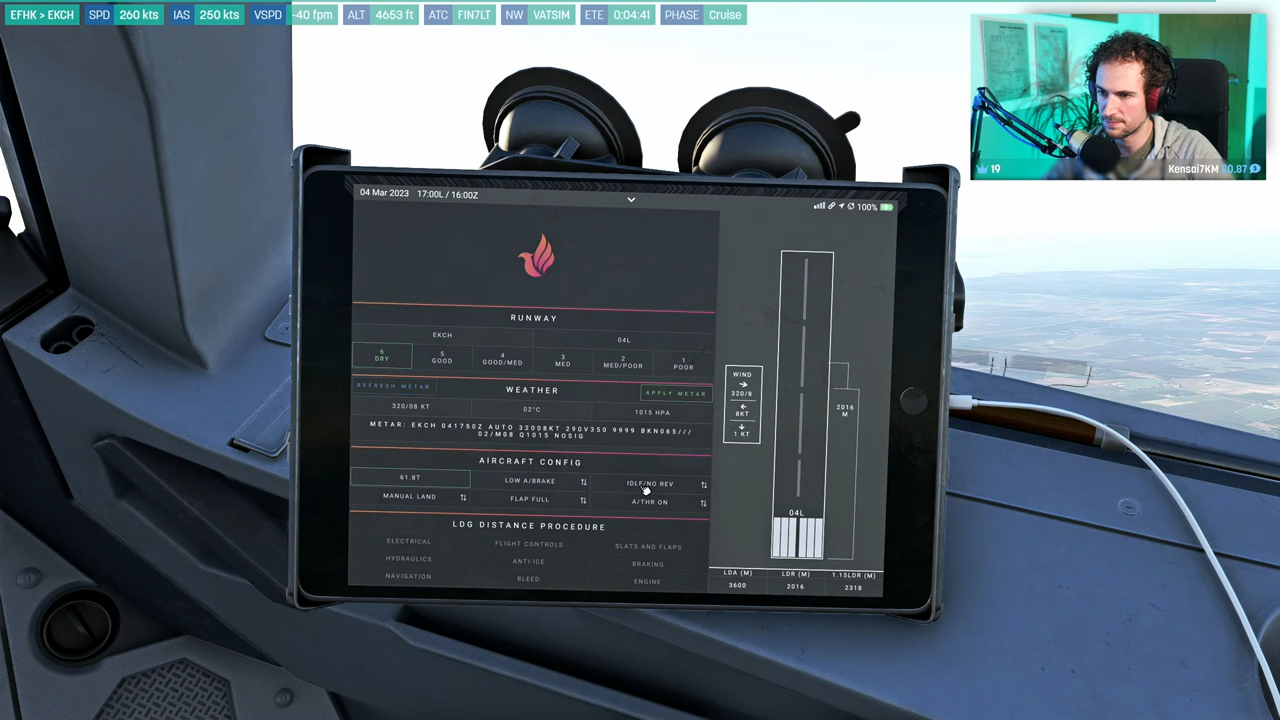 EFHK > EKCH SPD 260 kts IAS 250 kts VSPD -40 fpm ALT 4653 ft ATC FIN7LT NW VATSIM ETE 0:04:41 PHASE Cruise
19 Kensai7KM $0.87
04 Mar 2023 17:00L / 16:00Z 100%
RUNWAY
EKCH 04L
6 DRY 5 GOOD 4 GOOD/MED 3 MED 2 MED/POOR 1 POOR
REFRESH METAR WEATHER APPLY METAR
320/08 KT 02°C 1015 HPA
METAR: EKCH 041750Z AUTO 32008KT 290V350 9999 BKN065///
02/M08 Q1015 NOSIG
AIRCRAFT CONFIG
61.8T LOW A/BRAKE IDLE/NO REV
MANUAL LAND FLAP FULL A/THR ON
LDG DISTANCE PROCEDURE
ELECTRICAL FLIGHT CONTROLS SLATS AND FLAPS
HYDRAULICS ANTI-ICE BRAKING
NAVIGATION BLEED ENGINE
WIND
320/8
8KT
1 KT
2016
M
04L
LDA (M) LDR (M) 1.15LDR (M)
3600 2016 2318